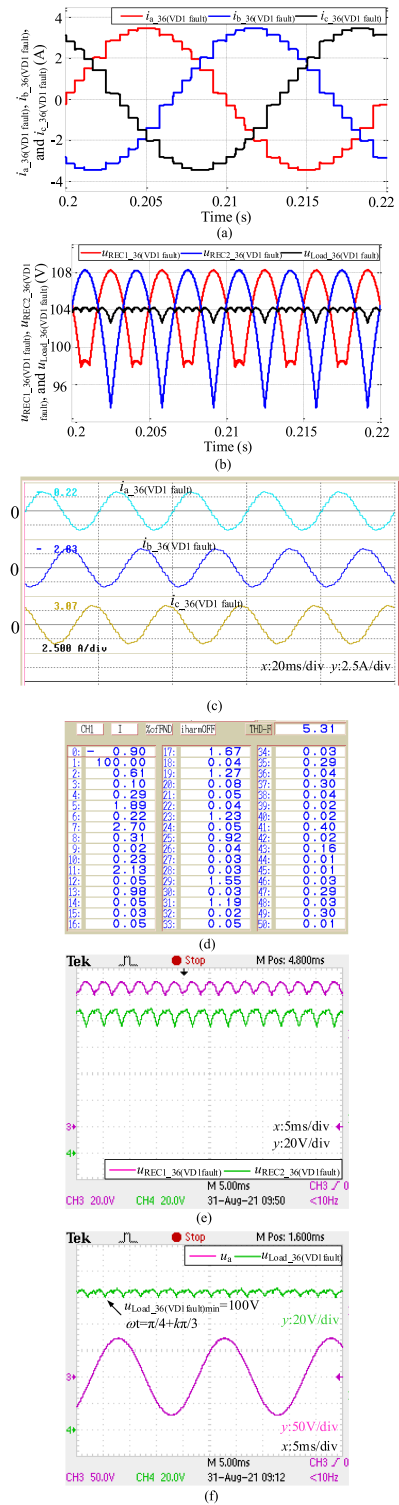 i_a_36(VD1 fault) i_b_36(VD1 fault) i_c_36(VD1 fault)
i_a_36(VD1 fault), i_b_36(VD1 fault),
and i_c_36(VD1 fault) (A)
4
2
0
-2
-4
0.2 0.205 0.21 0.215 0.22
Time (s)
(a)
u_REC1_36(VD1 fault) u_REC2_36(VD1 fault) u_Load_36(VD1 fault)
u_REC1_36(VD1 fault), u_REC2_36(VD1
fault), and u_Load_36(VD1 fault) (V)
108
104
100
96
0.2 0.205 0.21 0.215 0.22
Time (s)
(b)
0.22 i_a_36(VD1 fault)
0
- 2.03 i_b_36(VD1 fault)
0
3.07 i_c_36(VD1 fault)
0
2.500 A/div
x:20ms/div y:2.5A/div
(c)
CH1 I %ofFND iharmOFF THD-F 5.31
0: - 0.90 17: 1.67 34: 0.03
1: 100.00 18: 0.04 35: 0.29
2: 0.61 19: 1.27 36: 0.04
3: 0.10 20: 0.08 37: 0.30
4: 0.29 21: 0.05 38: 0.04
5: 1.89 22: 0.04 39: 0.02
6: 0.22 23: 1.23 40: 0.02
7: 2.70 24: 0.05 41: 0.40
8: 0.31 25: 0.92 42: 0.02
9: 0.02 26: 0.04 43: 0.16
10: 0.23 27: 0.03 44: 0.01
11: 2.13 28: 0.03 45: 0.01
12: 0.05 29: 1.55 46: 0.03
13: 0.98 30: 0.03 47: 0.29
14: 0.05 31: 1.19 48: 0.03
15: 0.03 32: 0.02 49: 0.30
16: 0.05 33: 0.05 50: 0.01
(d)
Tek Stop M Pos: 4.800ms
3
4
x:5ms/div
y:20V/div
u_REC1_36(VD1fault) u_REC2_36(VD1fault)
M 5.00ms CH3 0
CH3 20.0V CH4 20.0V 31-Aug-21 09:50 <10Hz
(e)
Tek Stop M Pos: 1.600ms
u_a u_Load_36(VD1fault)
u_Load_36(VD1fault)min=100V
ωt=π/4+kπ/3
y:20V/div
3
4
y:50V/div
x:5ms/div
M 5.00ms CH3 0
CH3 50.0V CH4 20.0V 31-Aug-21 09:12 <10Hz
(f)